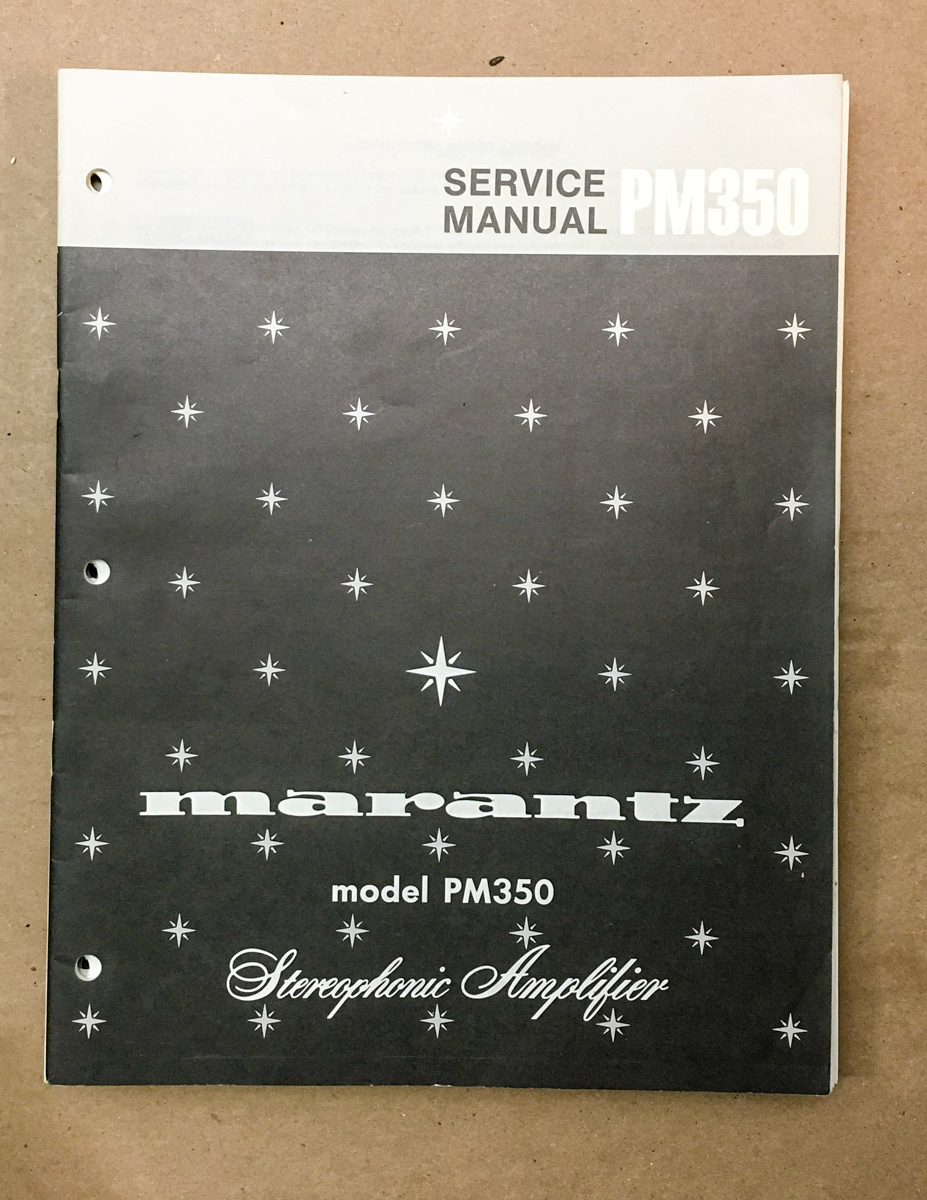 SERVICE
MANUAL PM350
marantz
model PM350
Stereophonic Amplifier